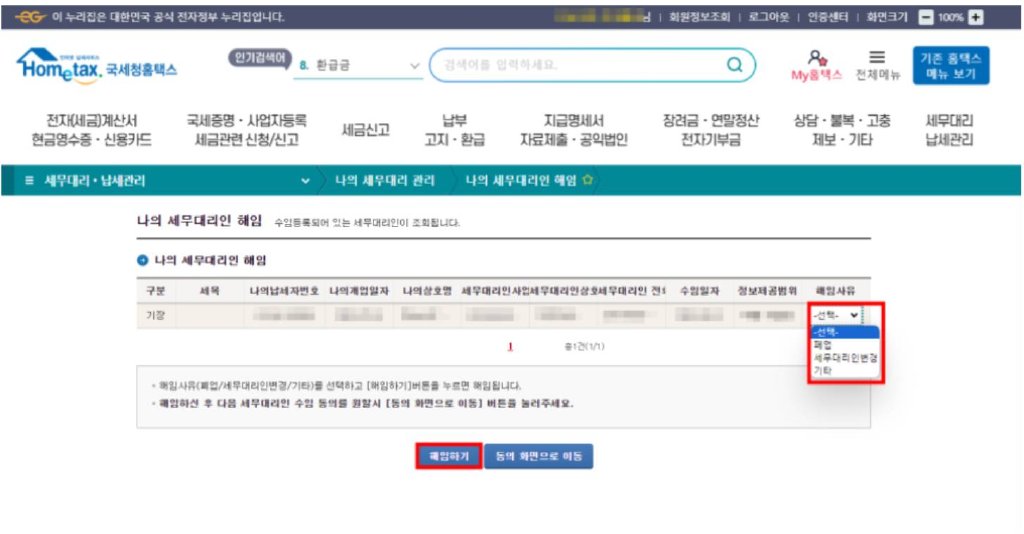 이 누리집은 대한민국 공식 전자정부 누리집입니다.
님 | 회원정보조회 | 로그아웃 | 인증센터 | 화면크기 - 100% +
Hometax. 국세청홈택스
인기검색어 8. 환급금
검색어를 입력하세요.
My홈택스 전체메뉴
기존 홈택스
메뉴 보기
전자(세금)계산서
현금영수증・신용카드
국세증명・사업자등록
세금관련 신청/신고
세금신고
납부
고지・환급
지급명세서
자료제출・공익법인
장려금・연말정산
전자기부금
상담・불복・고충
제보・기타
세무대리
납세관리
세무대리・납세관리
나의 세무대리 관리
나의 세무대리인 해임
나의 세무대리인 해임 수임등록되어 있는 세무대리인이 조회됩니다.
나의 세무대리인 해임
구분 세목 나의납세자번호 나의개업일자 나의상호명 세무대리인사업 세무대리인상호 세무대리인 전화 수임일자 정보제공범위 해임사유
기장 -선택-
-선택-
폐업
세무대리인변경
기타
1 총1건(1/1)
• 해임사유(폐업/세무대리인변경/기타)를 선택하고 [해임하기]버튼을 누르면 해임됩니다.
• 해임하신 후 다음 세무대리인 수임 동의를 원할시 [동의 화면으로 이동] 버튼을 눌러주세요.
해임하기 동의 화면으로 이동